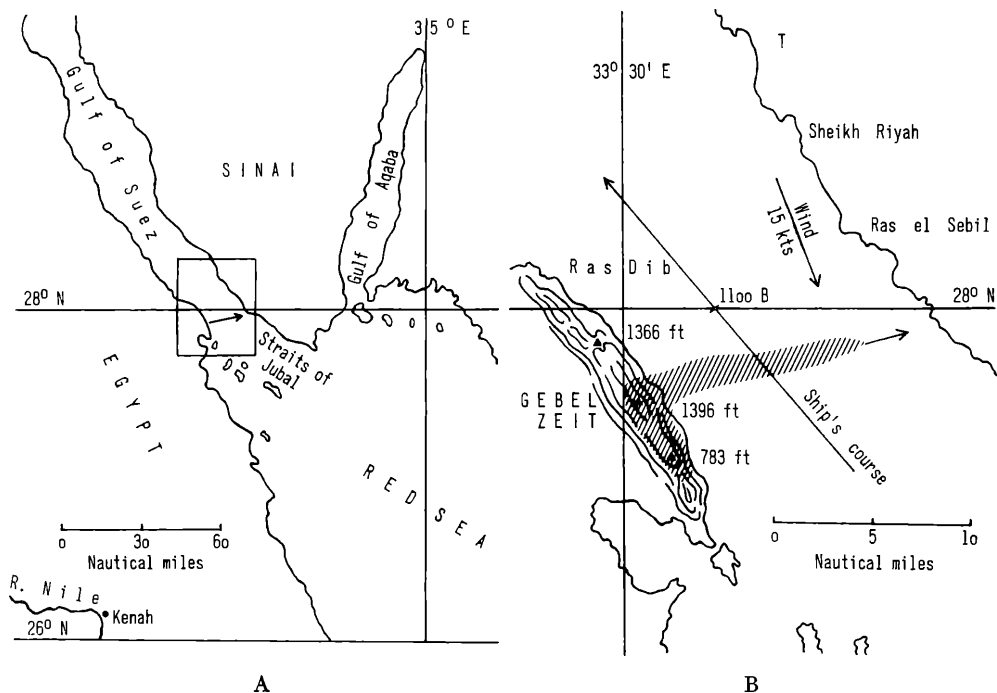 35° E
Gulf of Suez
SINAI
Gulf of Aqaba
28° N
Straits of
Jubal
EGYPT
RED SEA
0 30 60
Nautical miles
R. Nile
Kenah
26° N
A
T
33° 30' E
Sheikh Riyah
Wind
15 kts
Ras el Sebil
Ras Dib
1100 B
28° N
1366 ft
GEBEL
ZEIT
1396 ft
783 ft
Ship's course
0 5 10
Nautical miles
B